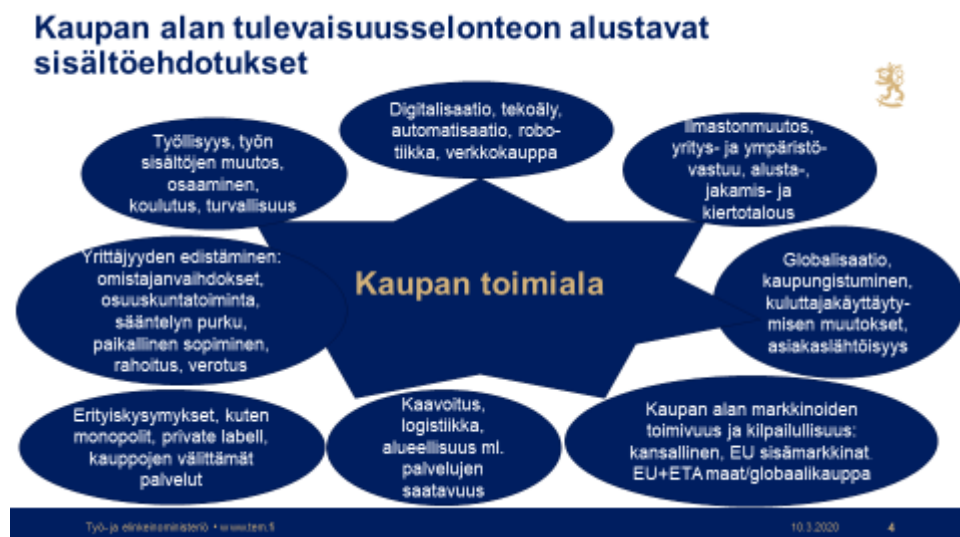 Kaupan alan tulevaisuusselonteon alustavat
sisältöehdotukset
Digitalisaatio, tekoäly,
automatisaatio, robo-
tiikka, verkkokauppa
Työllisyys, työn
sisältöjen muutos,
osaaminen,
koulutus, turvallisuus
Ilmastonmuutos,
yritys- ja ympäristö-
vastuu, alusta-,
jakamis- ja
kiertotalous
Yrittäjyyden edistäminen:
omistajanvaihdokset,
osuuskuntatoiminta,
sääntelyn purku,
paikallinen sopiminen,
rahoitus, verotus
Kaupan toimiala
Globalisaatio,
kaupungistuminen,
kuluttajakäyttäyty-
misen muutokset,
asiakaslähtöisyys
Erityiskysymykset, kuten
monopolit, private labell,
kauppojen välittämät
palvelut
Kaavoitus,
logistiikka,
alueellisuus ml.
palvelujen
saatavuus
Kaupan alan markkinoiden
toimivuus ja kilpailullisuus:
kansallinen, EU sisämarkkinat.
EU+ETA maat/globaalikauppa
Työ- ja elinkeinoministeriö • www.tem.fi
10.3.2020
4